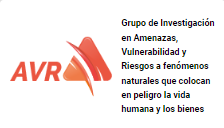 AVR
Grupo de Investigación
en Amenazas,
Vulnerabilidad y
Riesgos a fenómenos
naturales que colocan
en peligro la vida
humana y los bienes